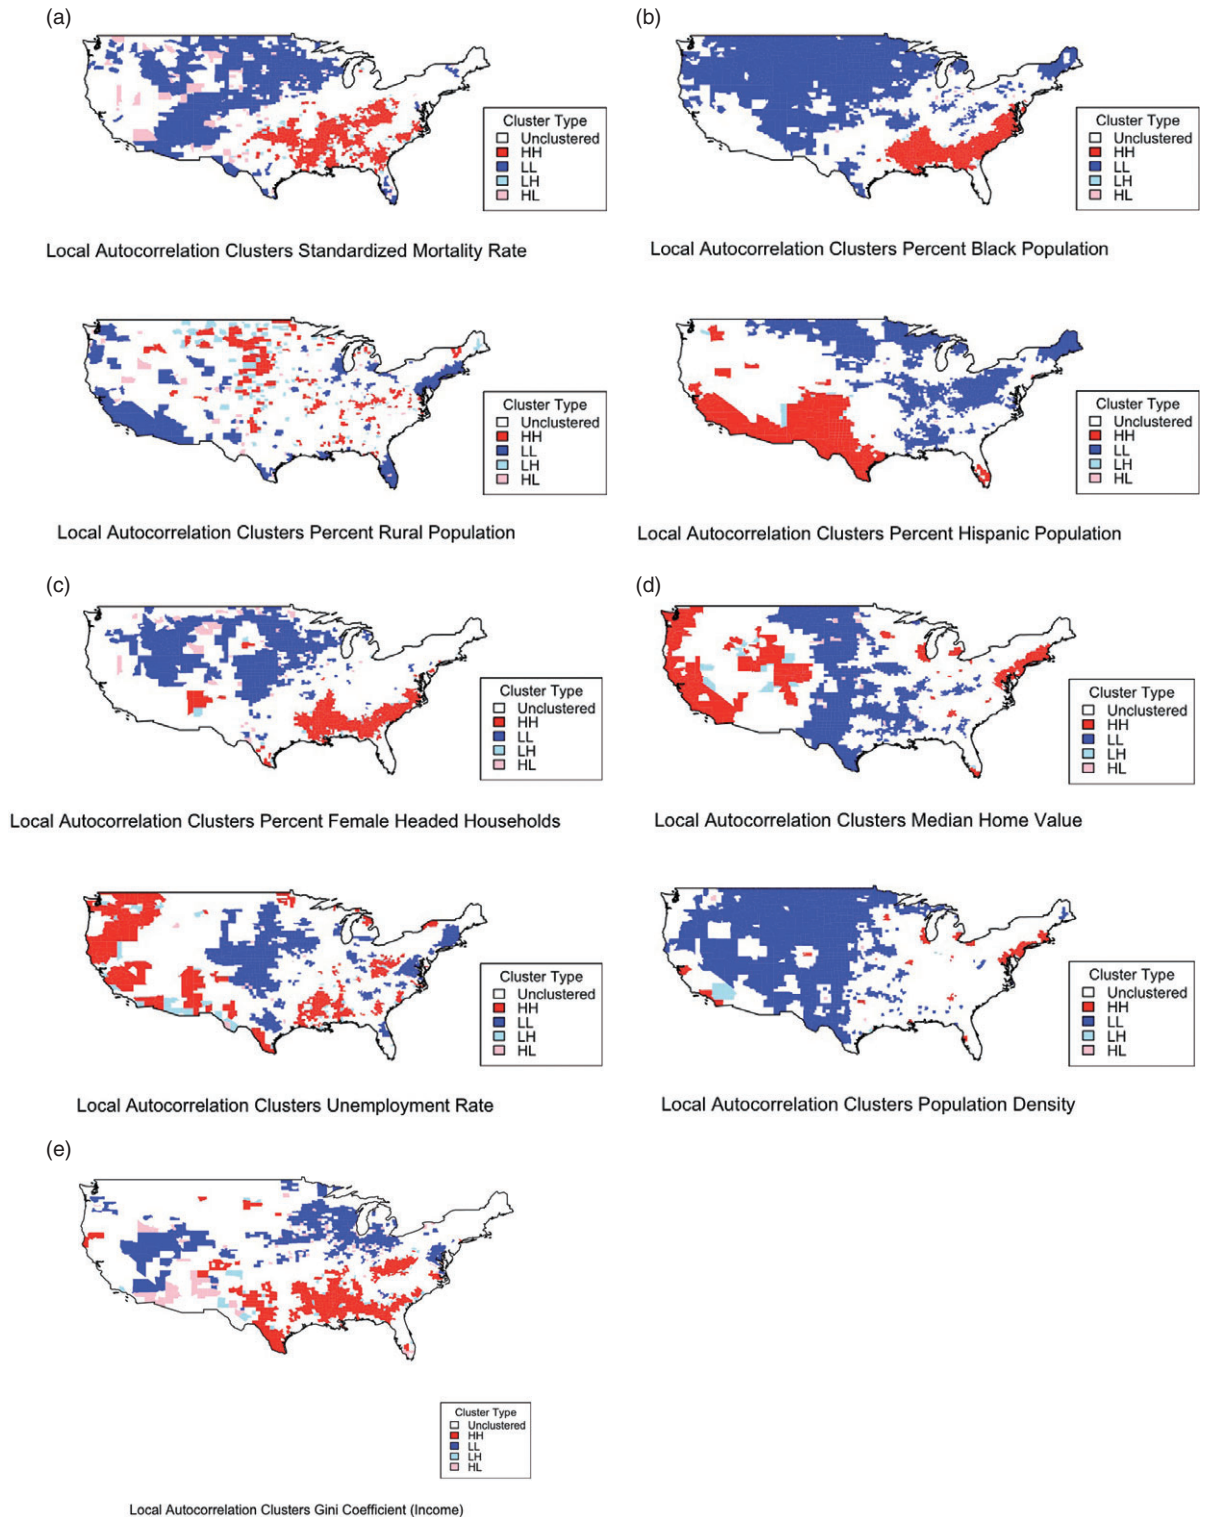 (a)
Cluster Type
Unclustered
HH
LL
LH
HL
Local Autocorrelation Clusters Standardized Mortality Rate
(b)
Cluster Type
Unclustered
HH
LL
LH
HL
Local Autocorrelation Clusters Percent Black Population
Cluster Type
Unclustered
HH
LL
LH
HL
Local Autocorrelation Clusters Percent Rural Population
Cluster Type
Unclustered
HH
LL
LH
HL
Local Autocorrelation Clusters Percent Hispanic Population
(c)
Cluster Type
Unclustered
HH
LL
LH
HL
Local Autocorrelation Clusters Percent Female Headed Households
(d)
Cluster Type
Unclustered
HH
LL
LH
HL
Local Autocorrelation Clusters Median Home Value
Cluster Type
Unclustered
HH
LL
LH
HL
Local Autocorrelation Clusters Unemployment Rate
Cluster Type
Unclustered
HH
LL
LH
HL
Local Autocorrelation Clusters Population Density
(e)
Cluster Type
Unclustered
HH
LL
LH
HL
Local Autocorrelation Clusters Gini Coefficient (Income)